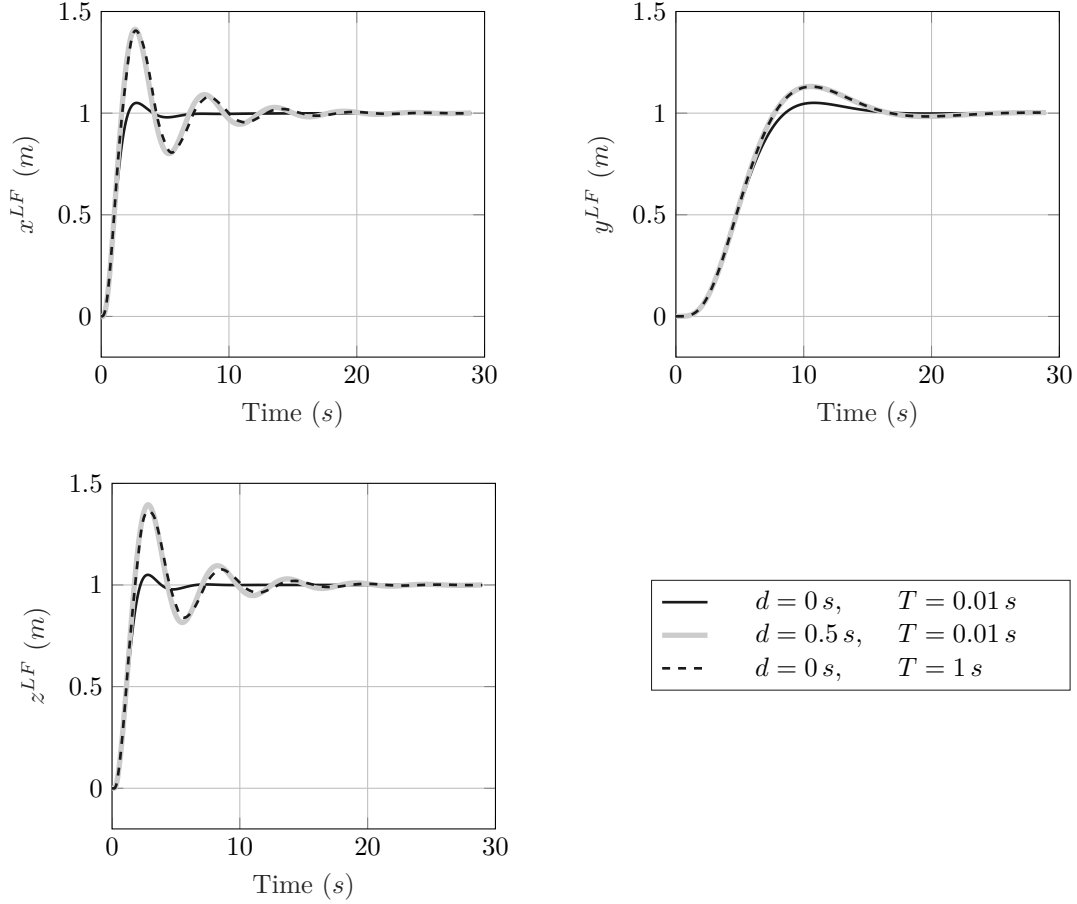 1.5
1
0.5
0
x^{LF} (m)
0 10 20 30
Time (s)
1.5
1
0.5
0
y^{LF} (m)
0 10 20 30
Time (s)
1.5
1
0.5
0
z^{LF} (m)
0 10 20 30
Time (s)
d = 0 s, T = 0.01 s
d = 0.5 s, T = 0.01 s
d = 0 s, T = 1 s